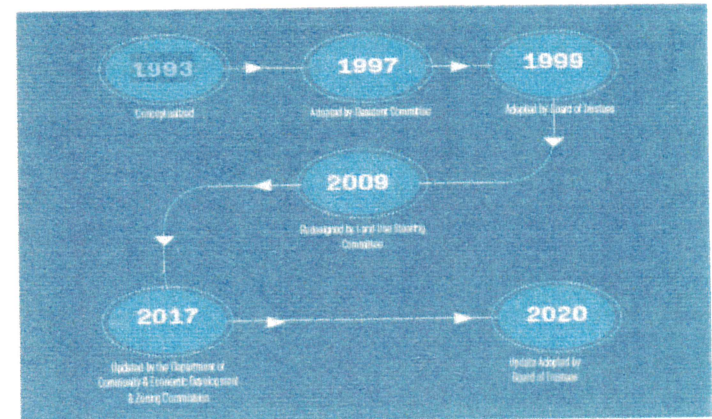 1993
Conceptualized
1997
Adopted by Resident Committee
1999
Adopted by Board of Trustees
2009
Redesigned by Land Use Steering
Committee
2017
Updated by the Department of
Community & Economic Development
& Zoning Commission
2020
Update Adopted by
Board of Trustees